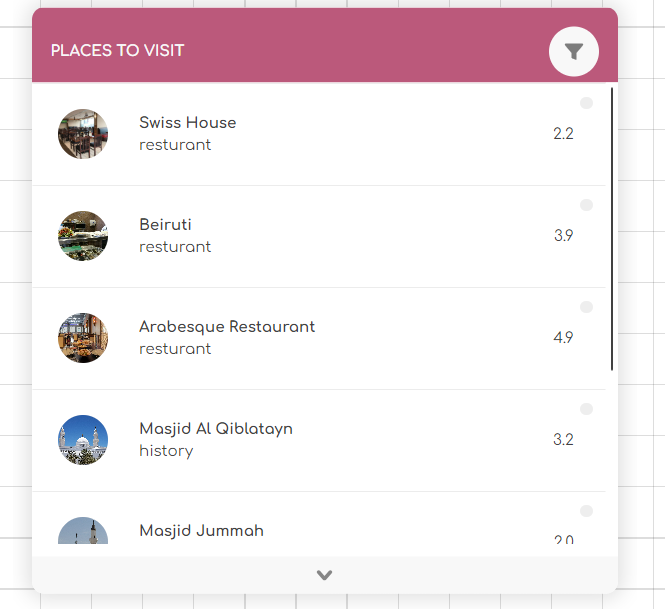 PLACES TO VISIT
Swiss House
resturant
2.2
Beiruti
resturant
3.9
Arabesque Restaurant
resturant
4.9
Masjid Al Qiblatayn
history
3.2
Masjid Jummah
2.0